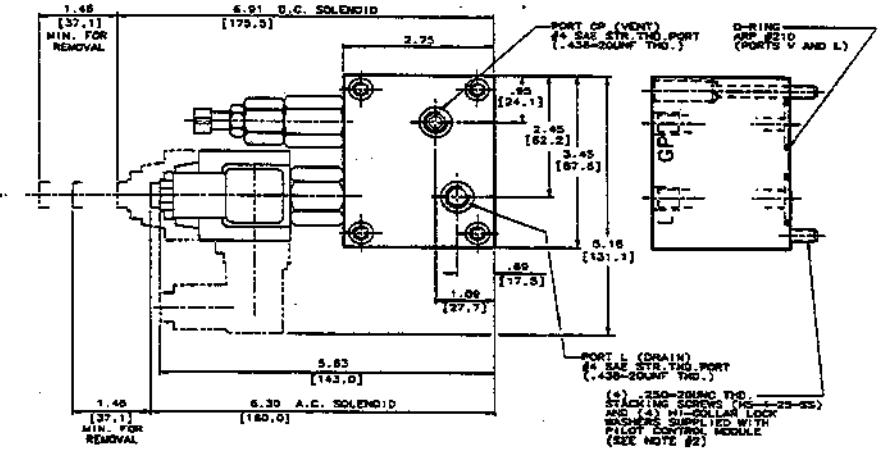 1.46
[37.1]
MIN. FOR
REMOVAL
6.91 D.C. SOLENOID
[175.5]
2.75
PORT GP (VENT)
#4 SAE STR.THD.PORT
(.438-20UNF THD.)
O-RING
ARP #210
(PORTS V AND L)
.95
[24.1]
2.45
[62.2]
3.45
[87.6]
5.16
[131.1]
GP
L
.69
[17.5]
1.09
[27.7]
5.63
[143.0]
1.46
[37.1]
MIN. FOR
REMOVAL
6.30 A.C. SOLENOID
[160.0]
PORT L (DRAIN)
#4 SAE STR.THD.PORT
(.438-20UNF THD.)
(4) .250-20UNC THD.
STACKING SCREWS
AND (4) HI-COLLAR LOCK
WASHERS SUPPLIED WITH
PILOT CONTROL MODULE
(SEE NOTE #2)